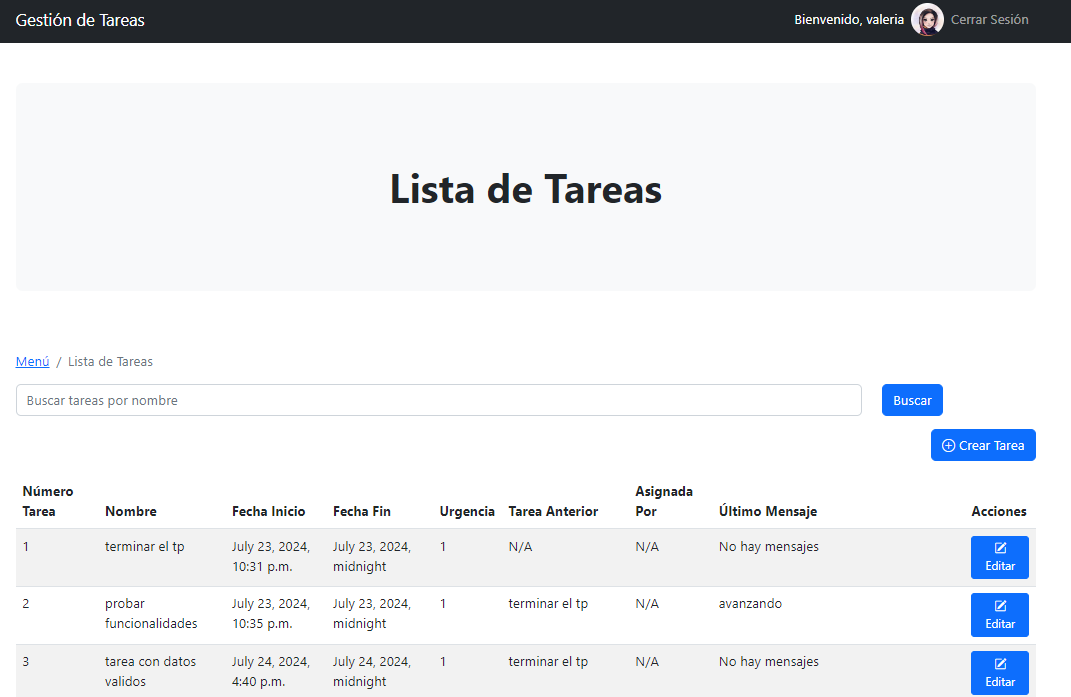 Gestión de Tareas
Bienvenido, valeria Cerrar Sesión
Lista de Tareas
Menú / Lista de Tareas
Buscar tareas por nombre Buscar
Crear Tarea
Número Tarea Nombre Fecha Inicio Fecha Fin Urgencia Tarea Anterior Asignada Por Último Mensaje Acciones
1 terminar el tp July 23, 2024, 10:31 p.m. July 23, 2024, midnight 1 N/A N/A No hay mensajes Editar
2 probar funcionalidades July 23, 2024, 10:35 p.m. July 23, 2024, midnight 1 terminar el tp N/A avanzando Editar
3 tarea con datos validos July 24, 2024, 4:40 p.m. July 24, 2024, midnight 1 terminar el tp N/A No hay mensajes Editar